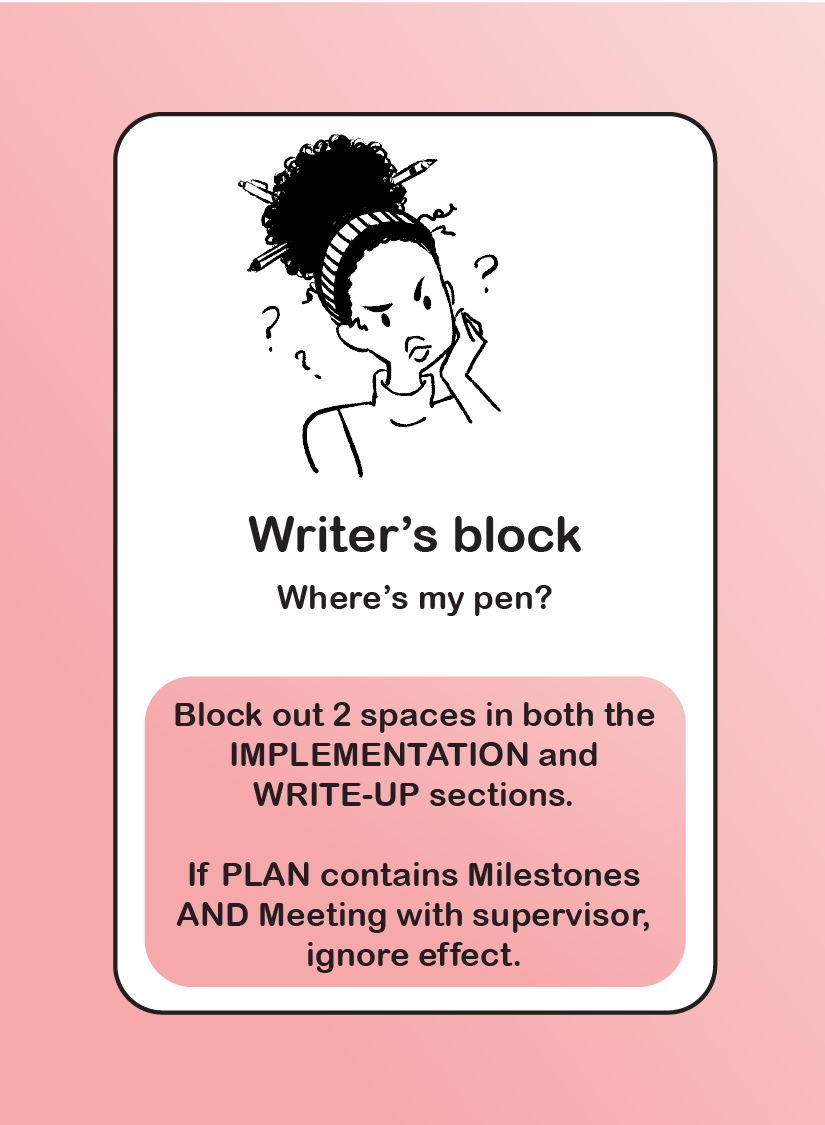 ?
?
?
Writer’s block
Where’s my pen?
Block out 2 spaces in both the
IMPLEMENTATION and
WRITE-UP sections.
If PLAN contains Milestones
AND Meeting with supervisor,
ignore effect.